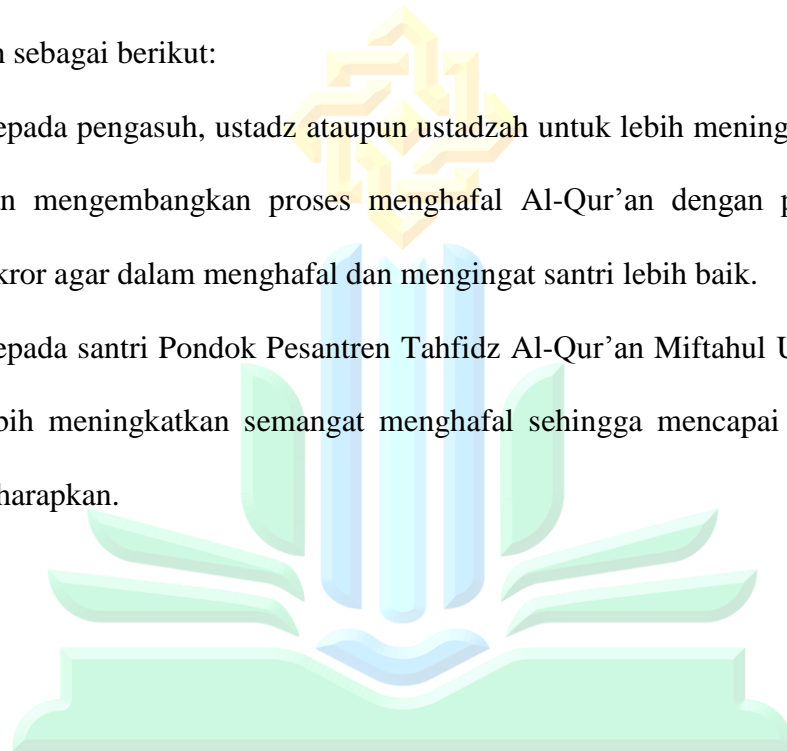 n sebagai berikut:
epada pengasuh, ustadz ataupun ustadzah untuk lebih mening
n mengembangkan proses menghafal Al-Qur’an dengan p
kror agar dalam menghafal dan mengingat santri lebih baik.
epada santri Pondok Pesantren Tahfidz Al-Qur’an Miftahul U
bih meningkatkan semangat menghafal sehingga mencapai
harapkan.